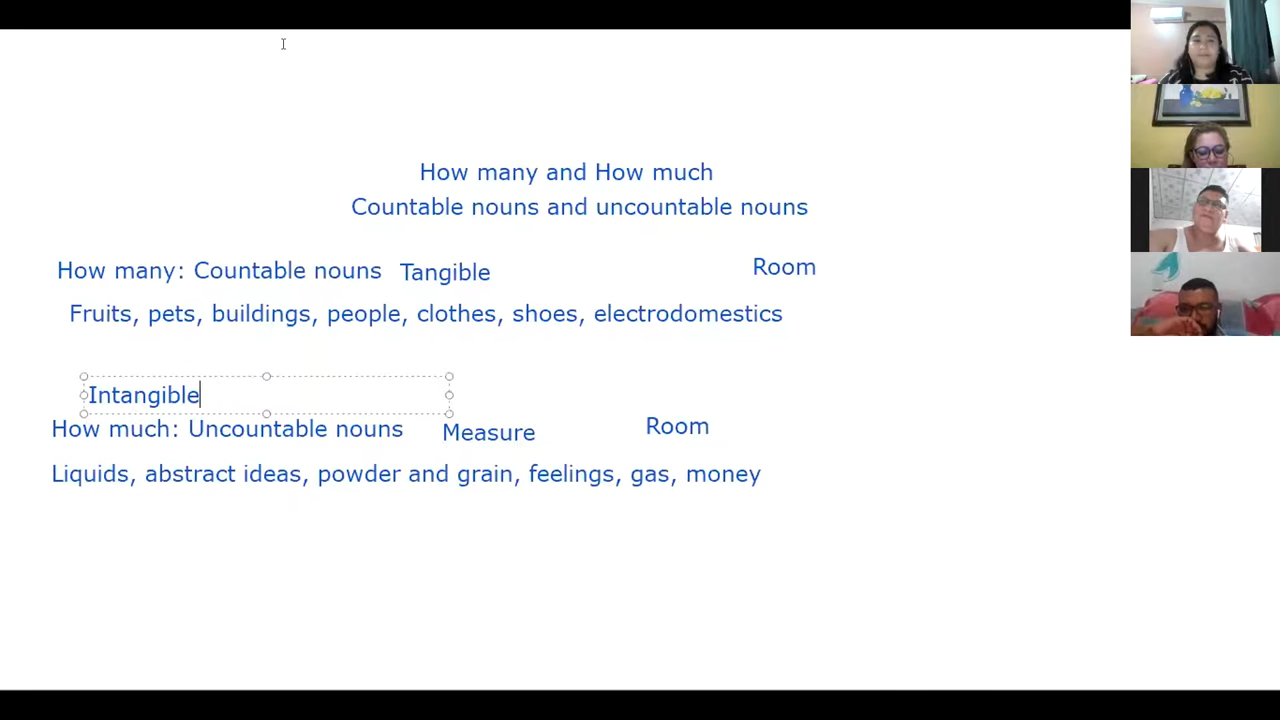 How many and How much
Countable nouns and uncountable nouns
How many: Countable nouns Tangible Room
Fruits, pets, buildings, people, clothes, shoes, electrodomestics
Intangible
How much: Uncountable nouns Measure Room
Liquids, abstract ideas, powder and grain, feelings, gas, money